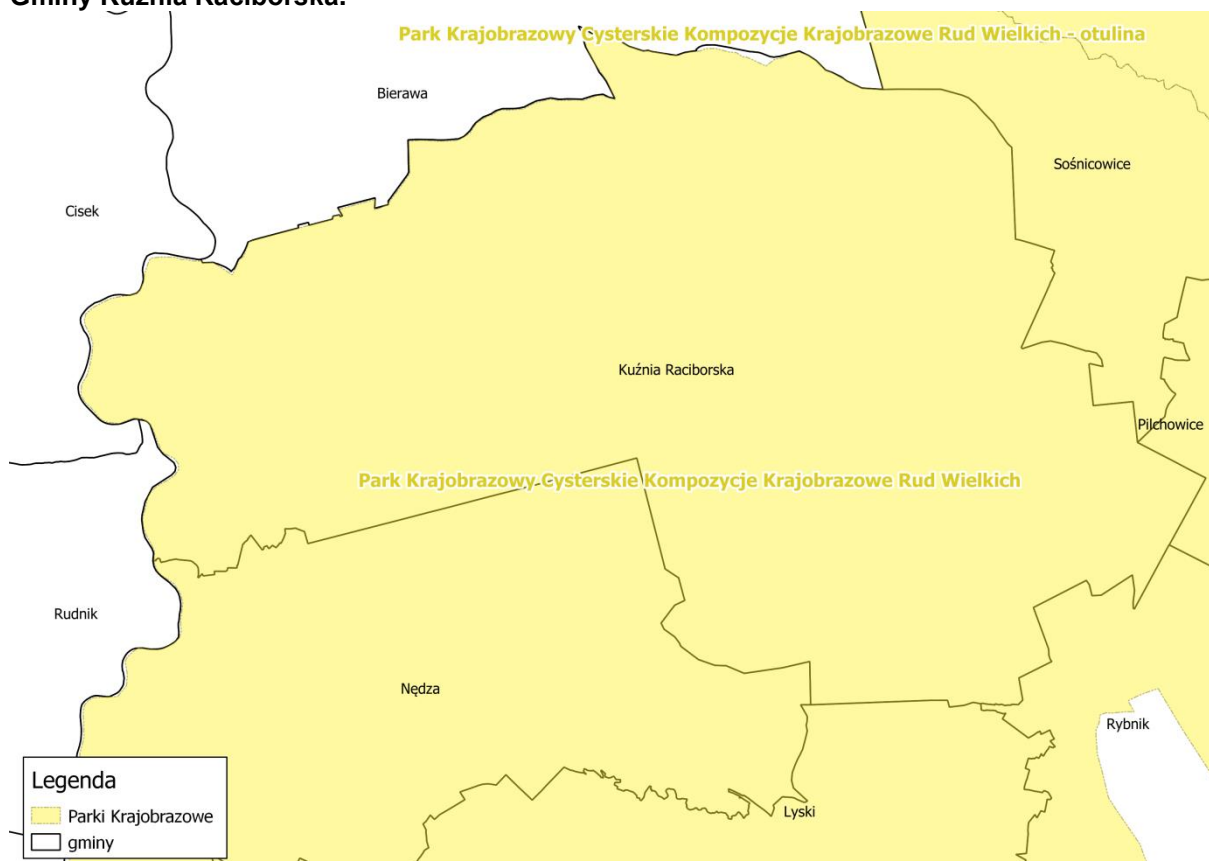 Gminy Kuźnia Raciborska.
Park Krajobrazowy Cysterskie Kompozycje Krajobrazowe Rud Wielkich - otulina
Bierawa
Sośnicowice
Cisek
Kuźnia Raciborska
Pilchowice
Park Krajobrazowy Cysterskie Kompozycje Krajobrazowe Rud Wielkich
Rudnik
Nędza
Rybnik
Lyski
Legenda
Parki Krajobrazowe
gminy